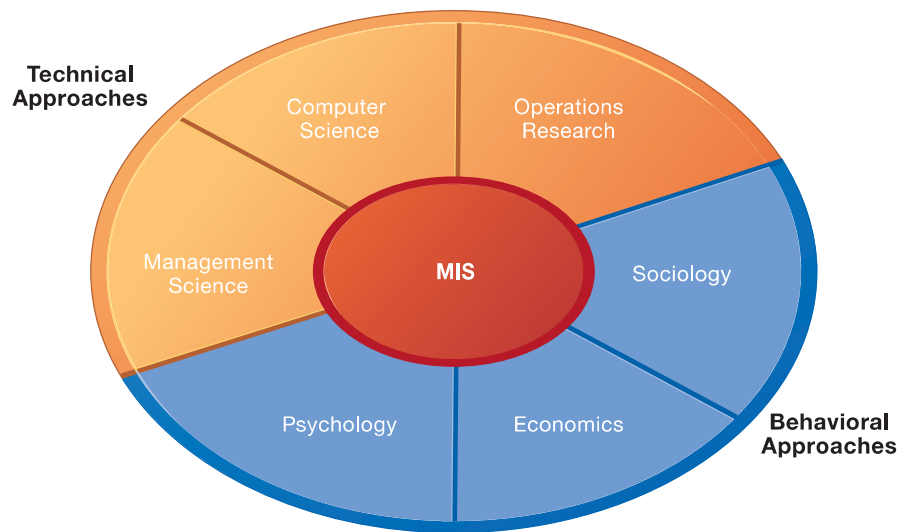 Technical
Approaches
Computer
Science
Operations
Research
Management
Science
MIS
Sociology
Psychology
Economics
Behavioral
Approaches